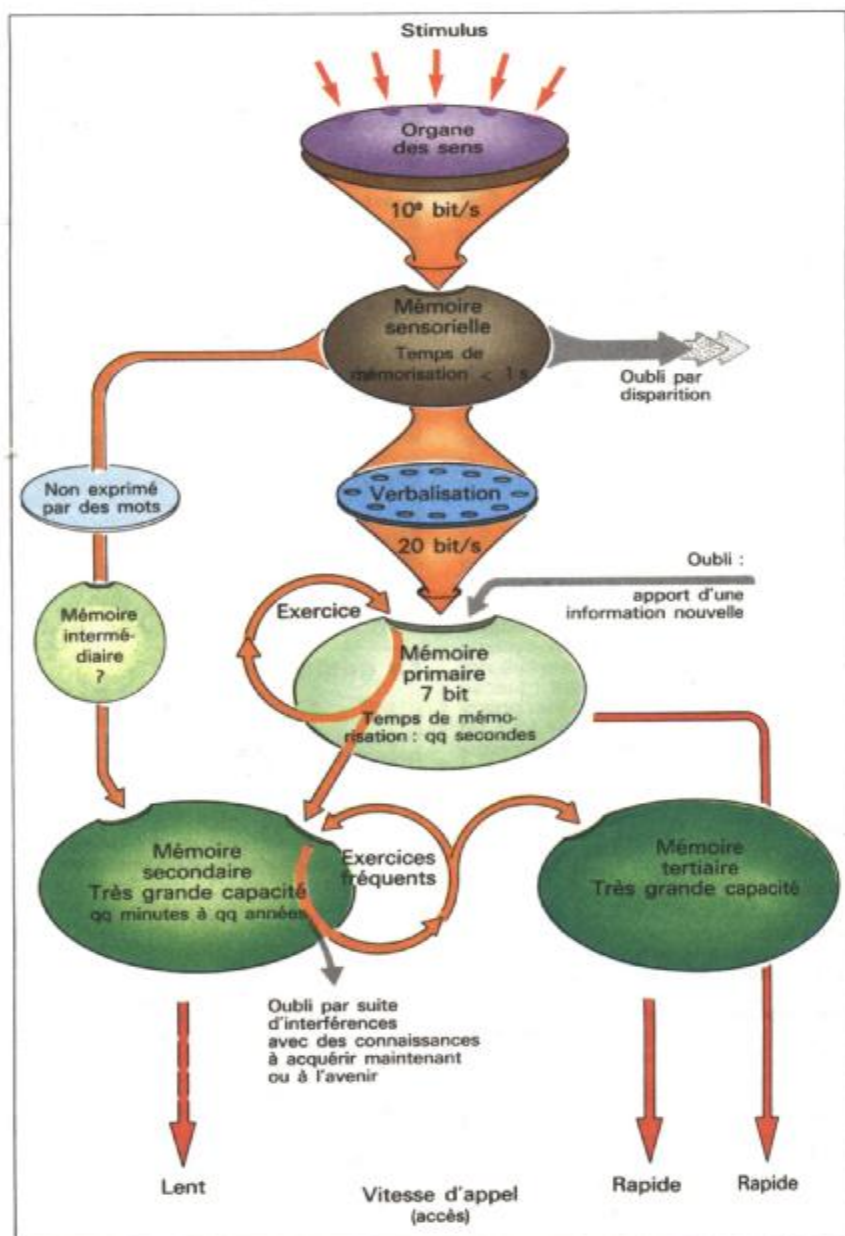 Stimulus
Organe
des sens
10⁹ bit/s
Mémoire
sensorielle
Temps de
mémorisation < 1 s
Oubli par
disparition
Non exprimé
par des mots
Verbalisation
20 bit/s
Oubli :
apport d'une
information nouvelle
Exercice
Mémoire
intermé-
diaire
?
Mémoire
primaire
7 bit
Temps de mémo-
risation : qq secondes
Mémoire
secondaire
Très grande capacité
qq minutes à qq années
Exercices
fréquents
Mémoire
tertiaire
Très grande capacité
Oubli par suite
d'interférences
avec des connaissances
à acquérir maintenant
ou à l'avenir
Lent
Vitesse d'appel
(accès)
Rapide
Rapide